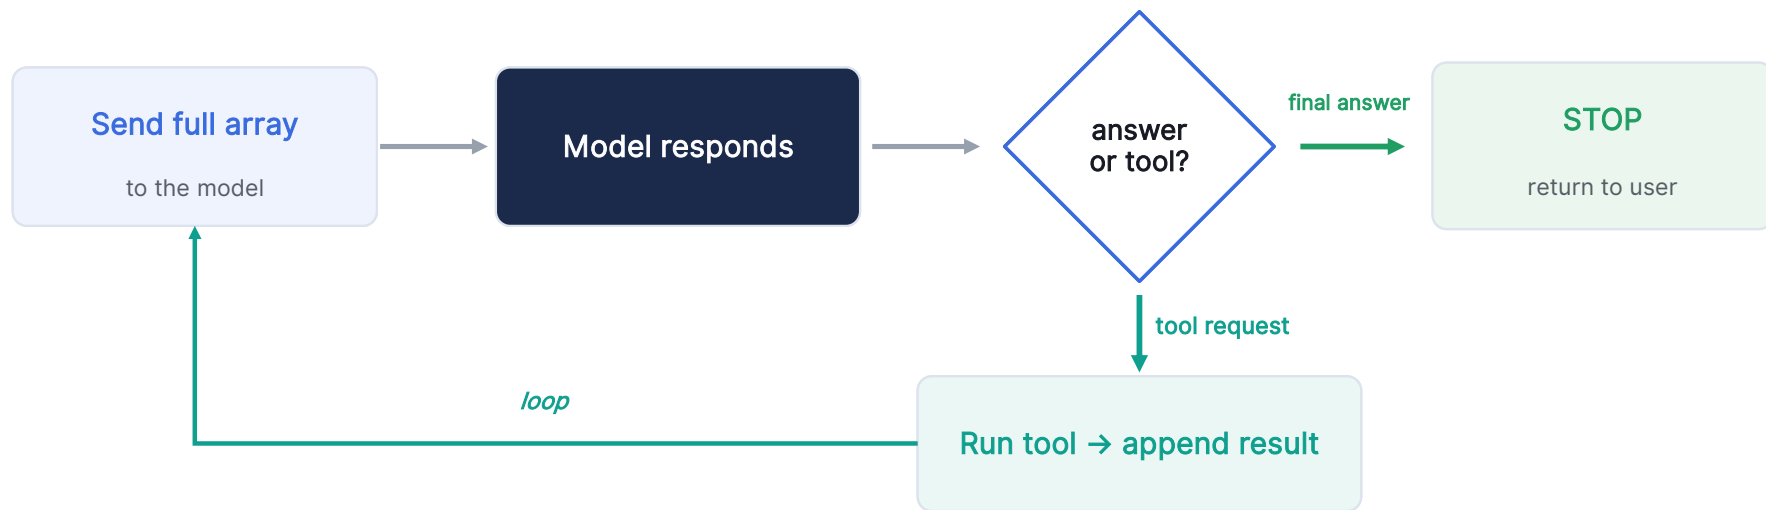 Send full array
to the model
Model responds
answer
or tool?
final answer
STOP
return to user
tool request
loop
Run tool → append result